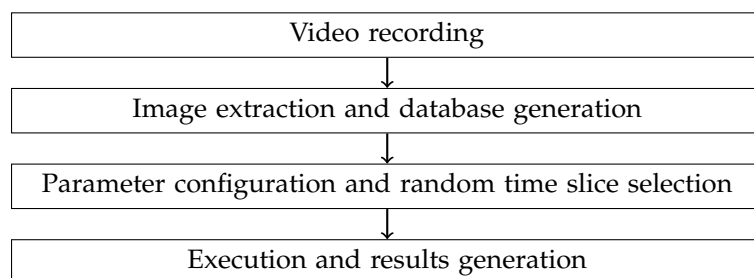 Video recording
Image extraction and database generation
Parameter configuration and random time slice selection
Execution and results generation